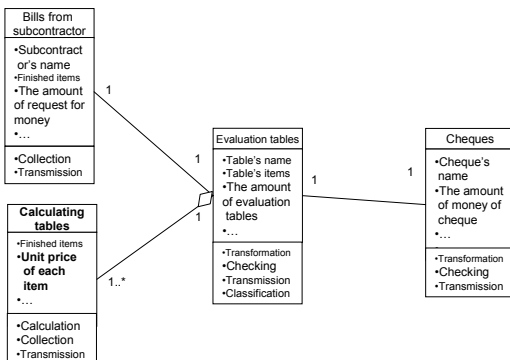 Bills from
subcontractor
•Subcontract
or's name
•Finished items
•The amount
of request for
money
•…
•Collection
•Transmission
1
1
Calculating
tables
•Finished items
•Unit price
of each
item
•…
•Calculation
•Collection
•Transmission
1..*
1
Evaluation tables
•Table's name
•Table's items
•The amount
of evaluation
tables
•…
•Transformation
•Checking
•Transmission
•Classification
1
1
Cheques
•Cheque's
name
•The amount
of money of
cheque
•…
•Transformation
•Checking
•Transmission